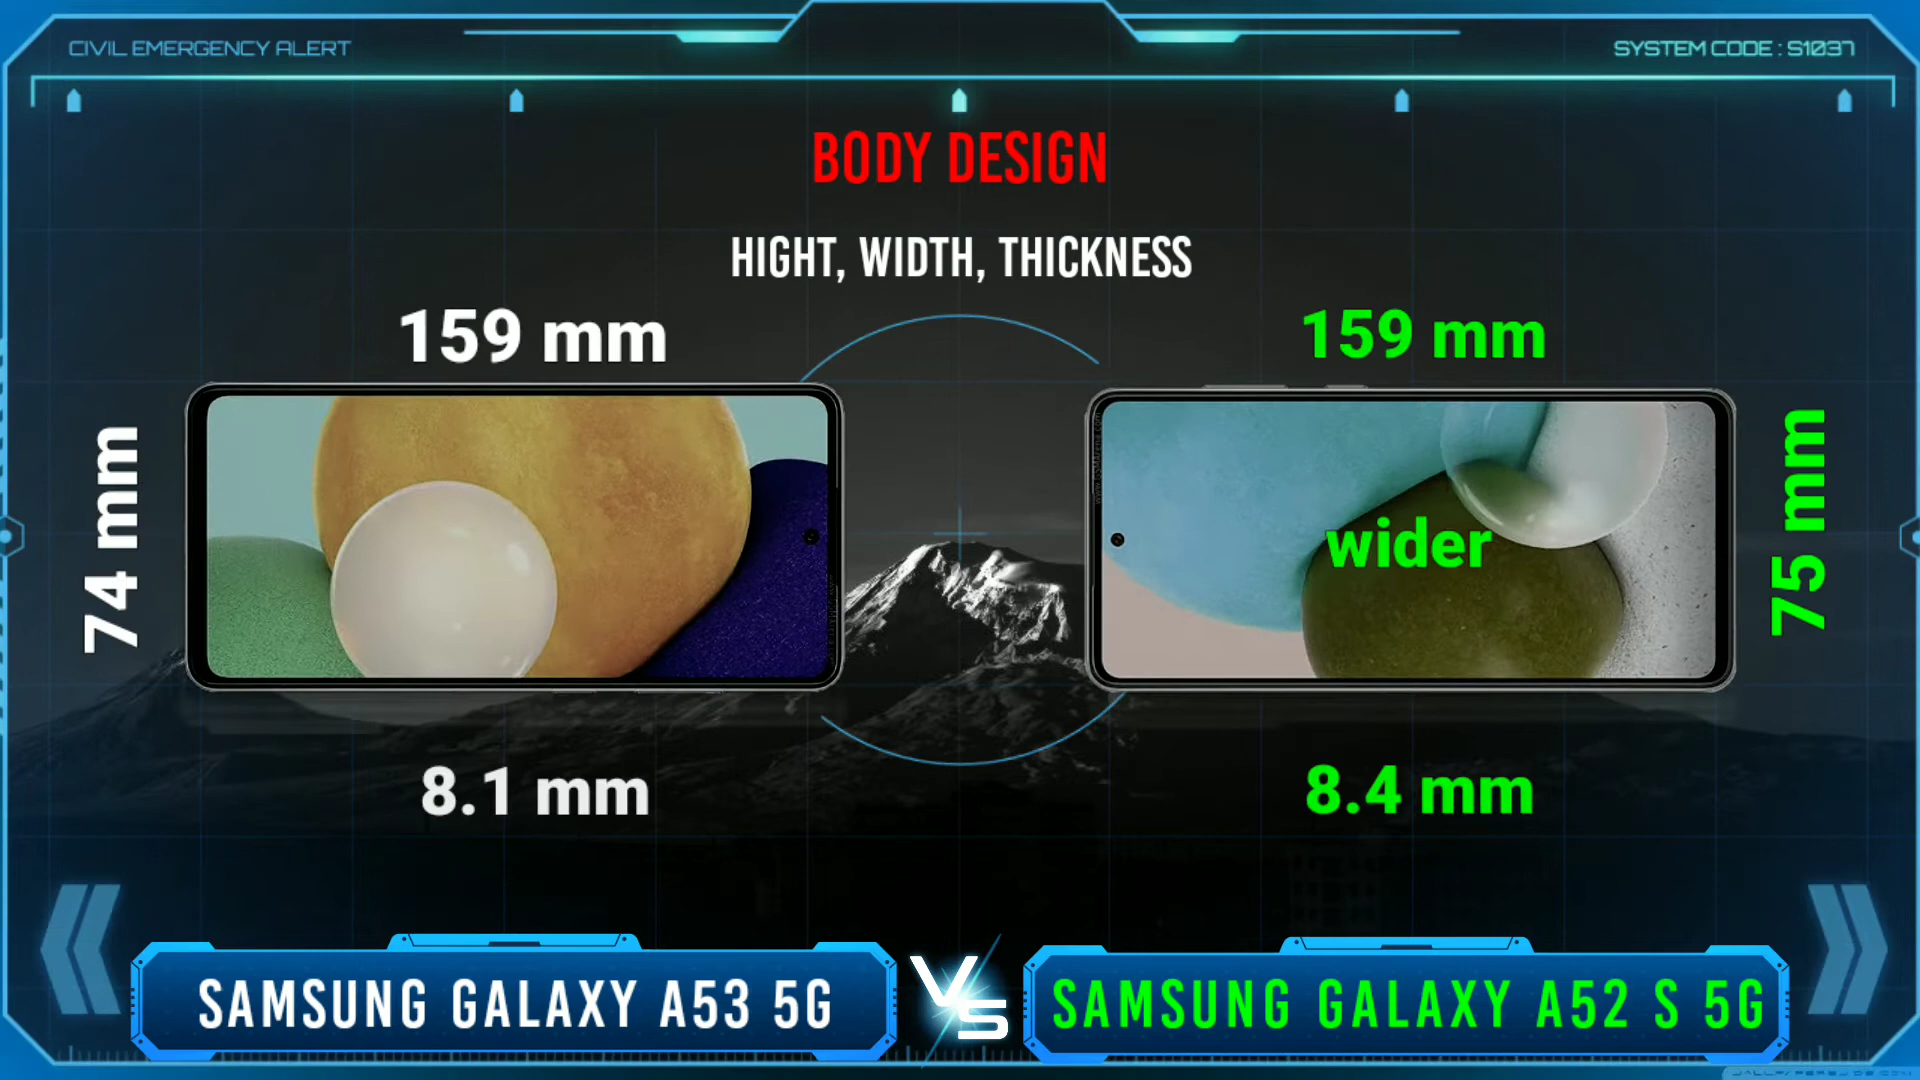 CIVIL EMERGENCY ALERT
SYSTEM CODE : S1037
BODY DESIGN
HIGHT, WIDTH, THICKNESS
159 mm
159 mm
74 mm
wider
75 mm
8.1 mm
8.4 mm
SAMSUNG GALAXY A53 5G
VS
SAMSUNG GALAXY A52 S 5G